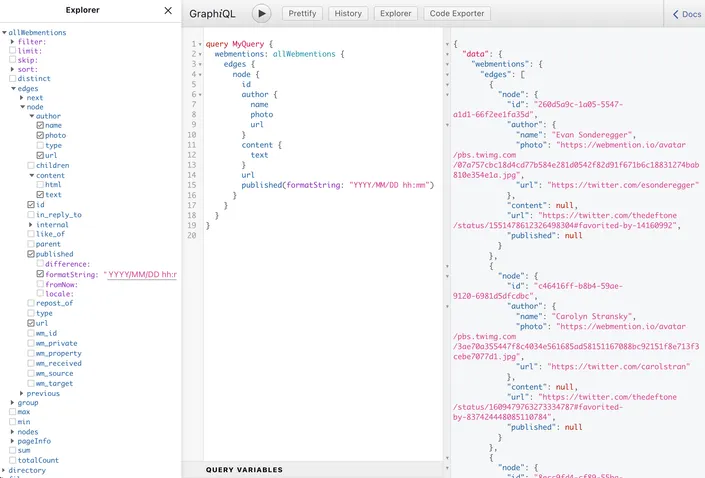 Explorer
allWebmentions
filter:
limit:
skip:
sort:
distinct
edges
next
node
author
name
photo
type
url
children
content
html
text
id
in_reply_to
internal
like_of
parent
published
difference:
formatString: "YYYY/MM/DD hh:m
fromNow:
locale:
repost_of
type
url
wm_id
wm_private
wm_property
wm_received
wm_source
wm_target
previous
group
max
min
nodes
pageInfo
sum
totalCount
directory
GraphiQL
Prettify
History
Explorer
Code Exporter
Docs
1 query MyQuery {
2 webmentions: allWebmentions {
3 edges {
4 node {
5 id
6 author {
7 name
8 photo
9 url
10 }
11 content {
12 text
13 }
14 url
15 published(formatString: "YYYY/MM/DD hh:mm")
16 }
17 }
18 }
19 }
20
QUERY VARIABLES
{
"data": {
"webmentions": {
"edges": [
{
"node": {
"id": "260d5a9c-1a05-5547-
a1d1-66f2ee1fa35d",
"author": {
"name": "Evan Sonderegger",
"photo": "https://webmention.io/avatar
/pbs.twimg.com
/07a757cbc18d4cd77b584e281d0542f82d91f671b6c18831274bab
810e354e1a.jpg",
"url": "https://twitter.com/esonderegger"
},
"content": null,
"url": "https://twitter.com/thedeftone
/status/1551478612326498304#favorited-by-14160992",
"published": null
}
},
{
"node": {
"id": "c46416ff-b8b4-59ae-
9120-6981d5dfcdbc",
"author": {
"name": "Carolyn Stransky",
"photo": "https://webmention.io/avatar
/pbs.twimg.com
/3ae70a355447f8c4034e561685ad58151167088bc92151f8e713f3
cebe7077d1.jpg",
"url": "https://twitter.com/carolstran"
},
"content": null,
"url": "https://twitter.com/thedeftone
/status/1609479763273334787#favorited-
by-837424448085110784",
"published": null
}
},
{
"node": {